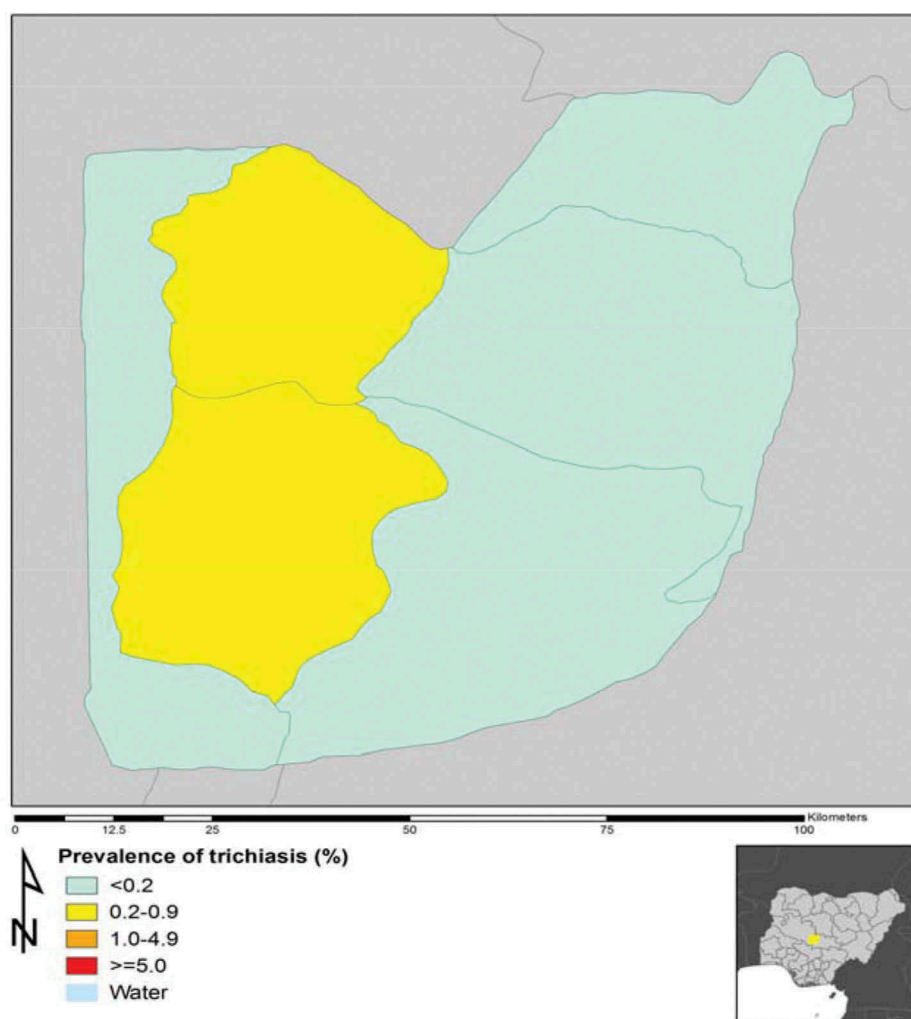 0 12.5 25 50 75 100 Kilometers
Prevalence of trichiasis (%)
<0.2
0.2-0.9
1.0-4.9
>=5.0
Water
N